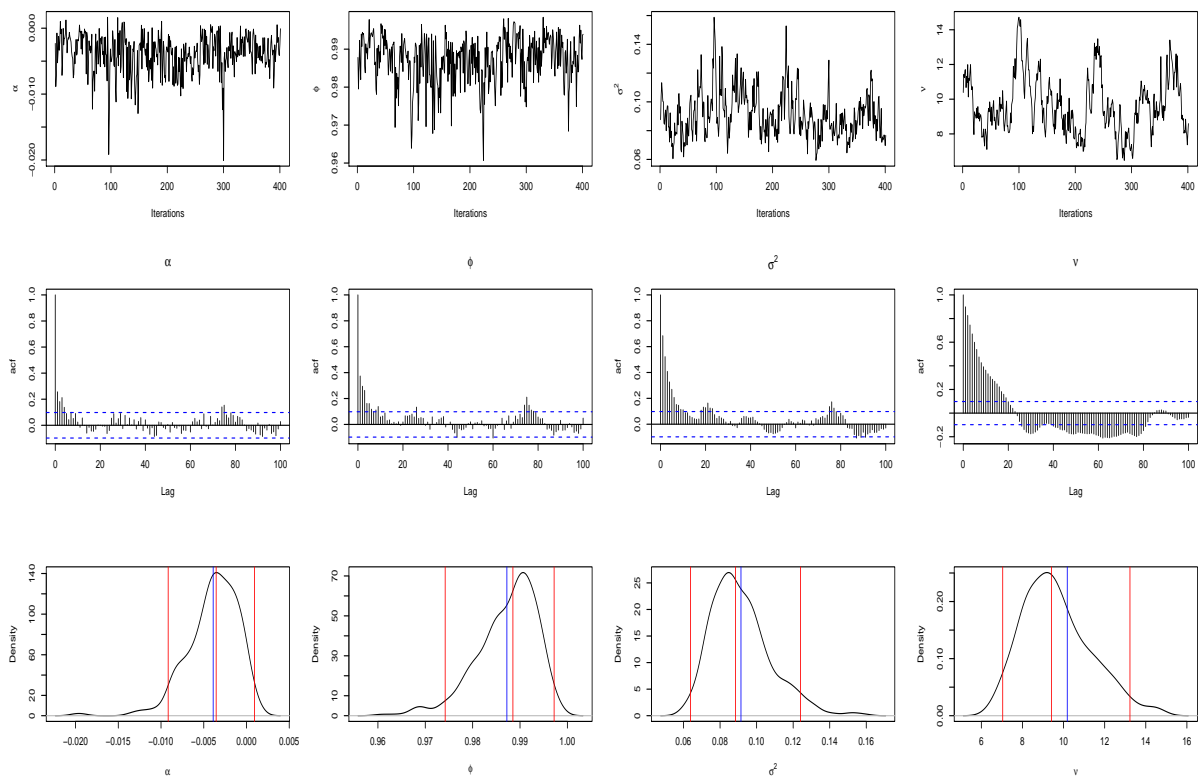 α
−0.020 −0.010 0.000
0 100 200 300 400
Iterations
ϕ
0.96 0.97 0.98 0.99
0 100 200 300 400
Iterations
σ²
0.06 0.10 0.14
0 100 200 300 400
Iterations
ν
8 10 12 14
0 100 200 300 400
Iterations
α
acf
0.0 0.2 0.4 0.6 0.8 1.0
0 20 40 60 80 100
Lag
ϕ
acf
0.0 0.2 0.4 0.6 0.8 1.0
0 20 40 60 80 100
Lag
σ²
acf
0.0 0.2 0.4 0.6 0.8 1.0
0 20 40 60 80 100
Lag
ν
acf
−0.2 0.2 0.6 1.0
0 20 40 60 80 100
Lag
Density
0 20 60 100 140
−0.020 −0.015 −0.010 −0.005 0.000 0.005
α
Density
0 10 30 50 70
0.96 0.97 0.98 0.99 1.00
ϕ
Density
0 5 10 15 20 25
0.06 0.08 0.10 0.12 0.14 0.16
σ²
Density
0.00 0.10 0.20
6 8 10 12 14 16
ν